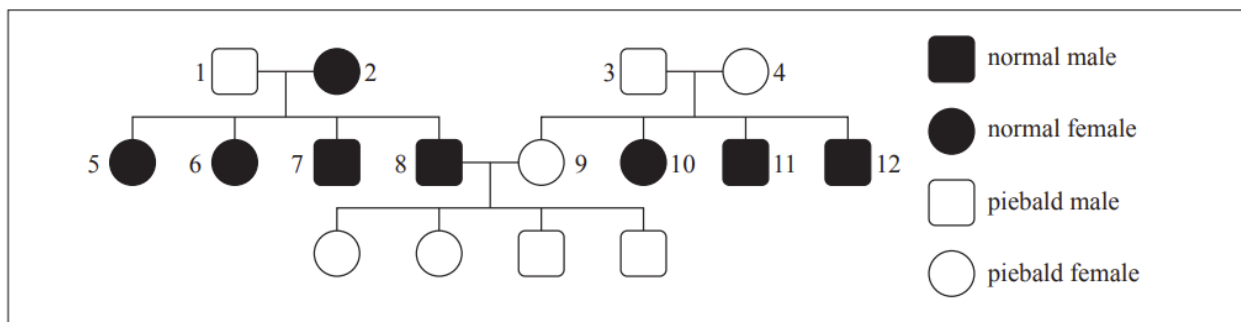 1 2 3 4 normal male
normal female
5 6 7 8 9 10 11 12
piebald male
piebald female